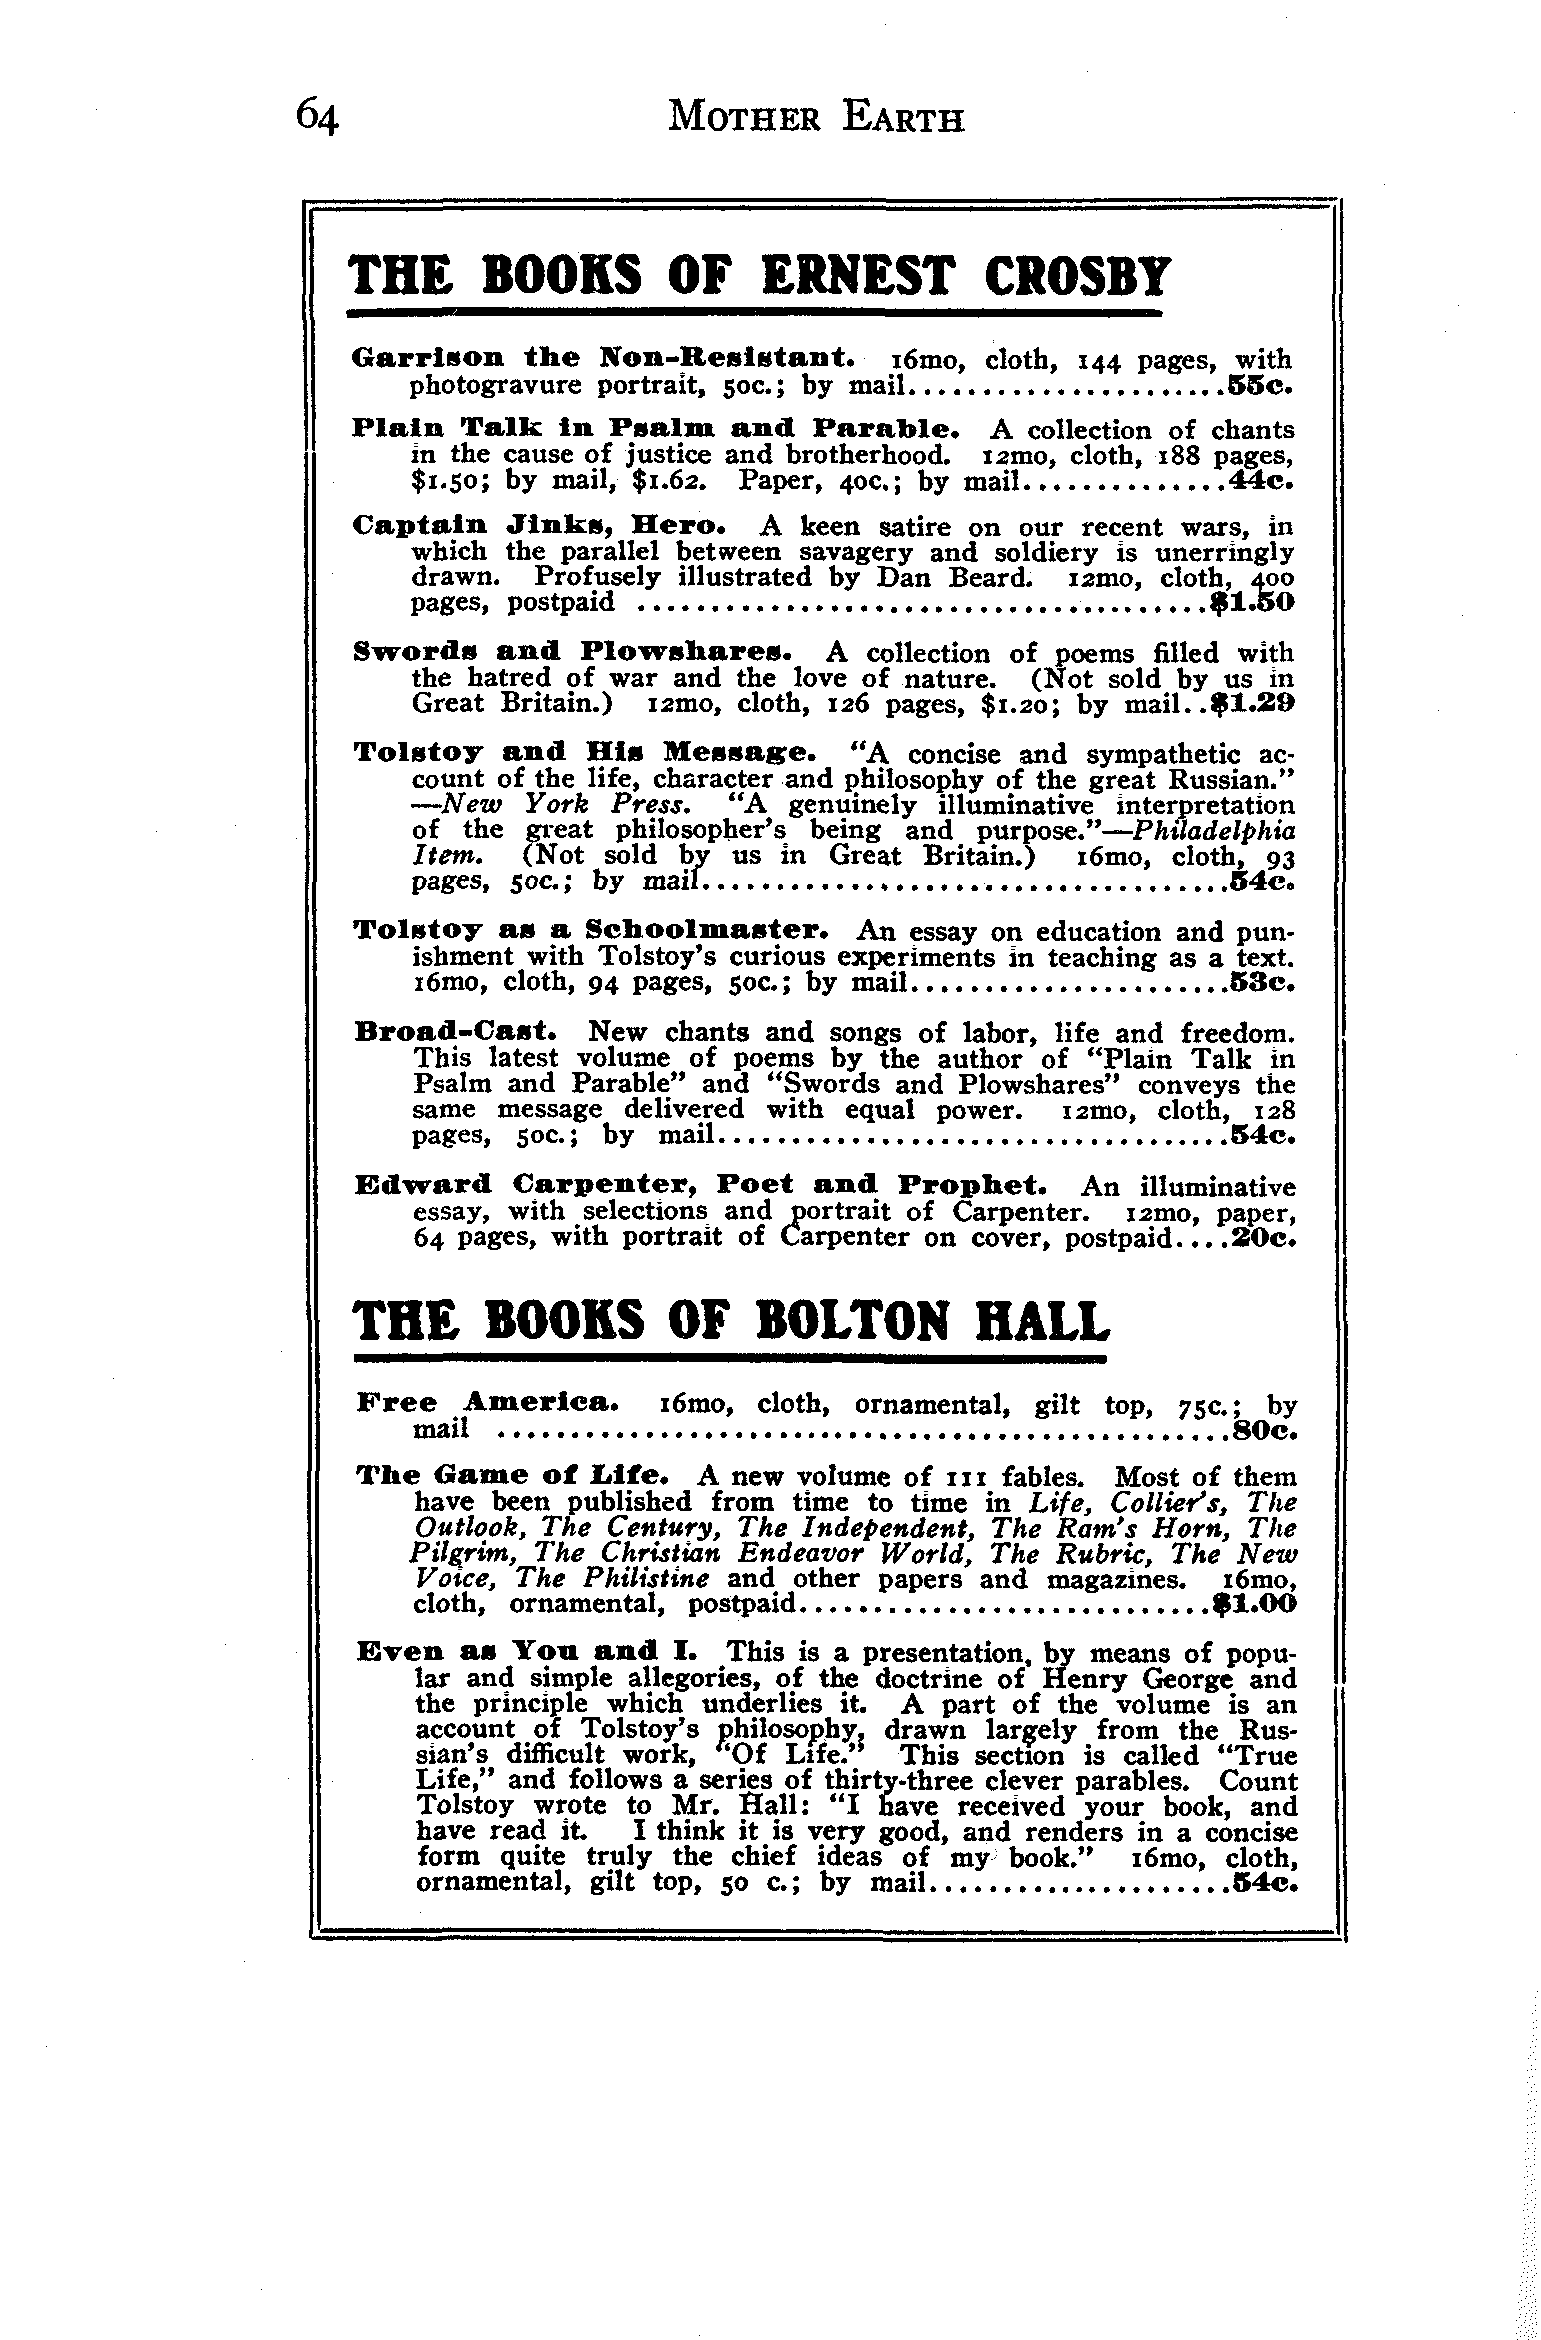 64 MOTHER EARTH
THE BOOKS OF ERNEST CROSBY
Garrison the Non-Resistant. 16mo, cloth, 144 pages, with
photogravure portrait, 50c.; by mail......................55c.
Plain Talk in Psalm and Parable. A collection of chants
in the cause of justice and brotherhood. 12mo, cloth, 188 pages,
$1.50; by mail, $1.62. Paper, 40c.; by mail..............44c.
Captain Jinks, Hero. A keen satire on our recent wars, in
which the parallel between savagery and soldiery is unerringly
drawn. Profusely illustrated by Dan Beard. 12mo, cloth, 400
pages, postpaid .......................................$1.50
Swords and Plowshares. A collection of poems filled with
the hatred of war and the love of nature. (Not sold by us in
Great Britain.) 12mo, cloth, 126 pages, $1.20; by mail..$1.29
Tolstoy and His Message. “A concise and sympathetic ac-
count of the life, character and philosophy of the great Russian.”
—New York Press. “A genuinely illuminative interpretation
of the great philosopher’s being and purpose.”—Philadelphia
Item. (Not sold by us in Great Britain.) 16mo, cloth, 93
pages, 50c.; by mail....................................54c.
Tolstoy as a Schoolmaster. An essay on education and pun-
ishment with Tolstoy’s curious experiments in teaching as a text.
16mo, cloth, 94 pages, 50c.; by mail......................53c.
Broad-Cast. New chants and songs of labor, life and freedom.
This latest volume of poems by the author of “Plain Talk in
Psalm and Parable” and “Swords and Plowshares” conveys the
same message delivered with equal power. 12mo, cloth, 128
pages, 50c.; by mail...................................54c.
Edward Carpenter, Poet and Prophet. An illuminative
essay, with selections and portrait of Carpenter. 12mo, paper,
64 pages, with portrait of Carpenter on cover, postpaid....20c.
THE BOOKS OF BOLTON HALL
Free America. 16mo, cloth, ornamental, gilt top, 75c.; by
mail ..................................................80c.
The Game of Life. A new volume of 111 fables. Most of them
have been published from time to time in Life, Collier’s, The
Outlook, The Century, The Independent, The Ram’s Horn, The
Pilgrim, The Christian Endeavor World, The Rubric, The New
Voice, The Philistine and other papers and magazines. 16mo,
cloth, ornamental, postpaid............................$1.00
Even as You and I. This is a presentation, by means of popu-
lar and simple allegories, of the doctrine of Henry George and
the principle which underlies it. A part of the volume is an
account of Tolstoy’s philosophy, drawn largely from the Rus-
sian’s difficult work, “Of Life.” This section is called “True
Life,” and follows a series of thirty-three clever parables. Count
Tolstoy wrote to Mr. Hall: “I have received your book, and
have read it. I think it is very good, and renders in a concise
form quite truly the chief ideas of my book.” 16mo, cloth,
ornamental, gilt top, 50 c.; by mail.....................54c.